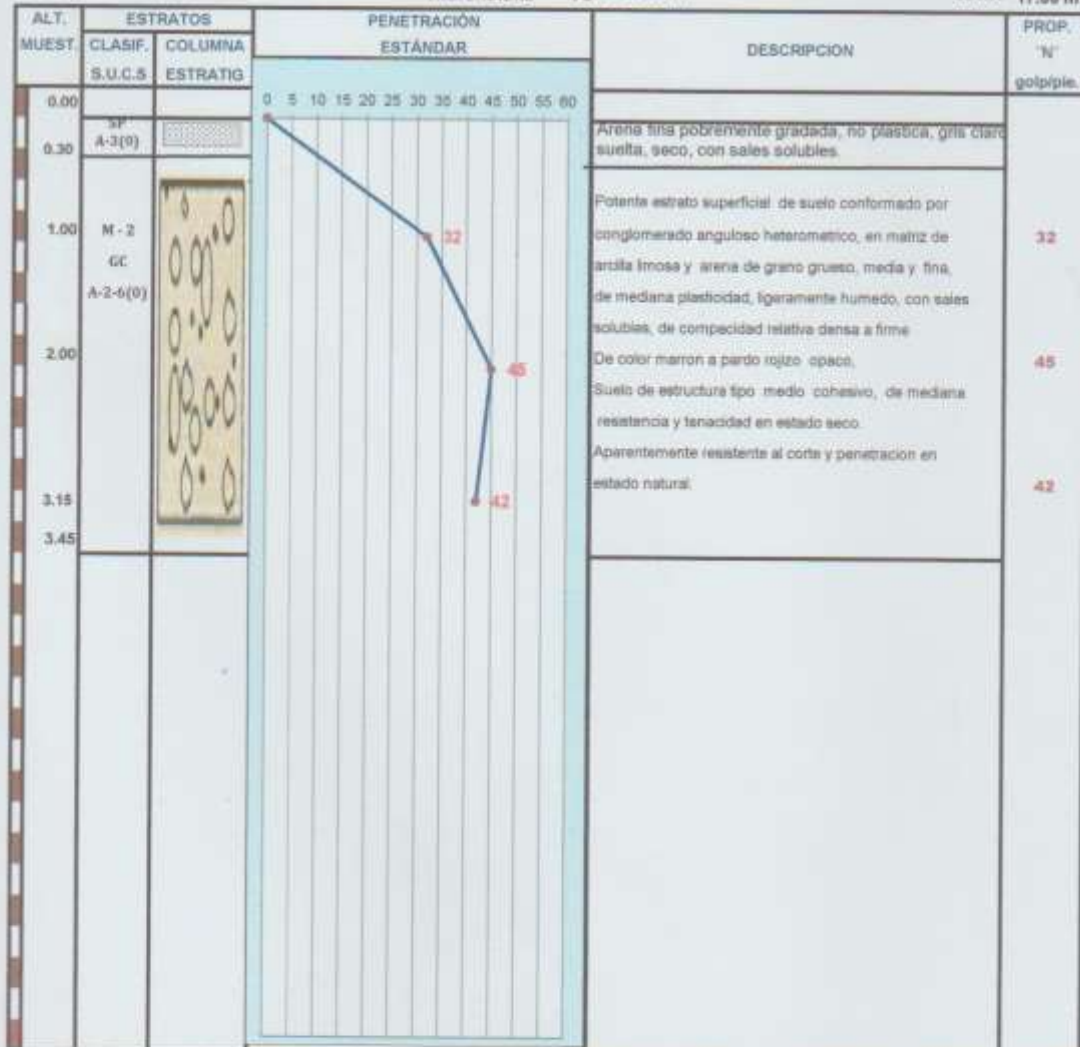 ALT. MUEST.
ESTRATOS
CLASIF. S.U.C.S
COLUMNA ESTRATIG
PENETRACIÓN
ESTÁNDAR
DESCRIPCION
PROP.
"N"
golp/pie.
0 5 10 15 20 25 30 35 40 45 50 55 60
0.00
0.30
1.00
2.00
3.15
3.45
SP
A-3(0)
M - 2
GC
A-2-6(0)
32
45
42
Arena fina pobremente gradada, no plastica, gris claro
suelta, seco, con sales solubles.
Potente estrato superficial de suelo conformado por
conglomerado anguloso heterometrico, en matriz de
arcilla limosa y arena de grano grueso, media y fina,
de mediana plasticidad, ligeramente humedo, con sales
solubles, de compacidad relativa densa a firme
De color marron a pardo rojizo opaco,
Suelo de estructura tipo medio cohesivo, de mediana
resistencia y tenacidad en estado seco.
Aparentemente resistente al corte y penetracion en
estado natural.
32
45
42